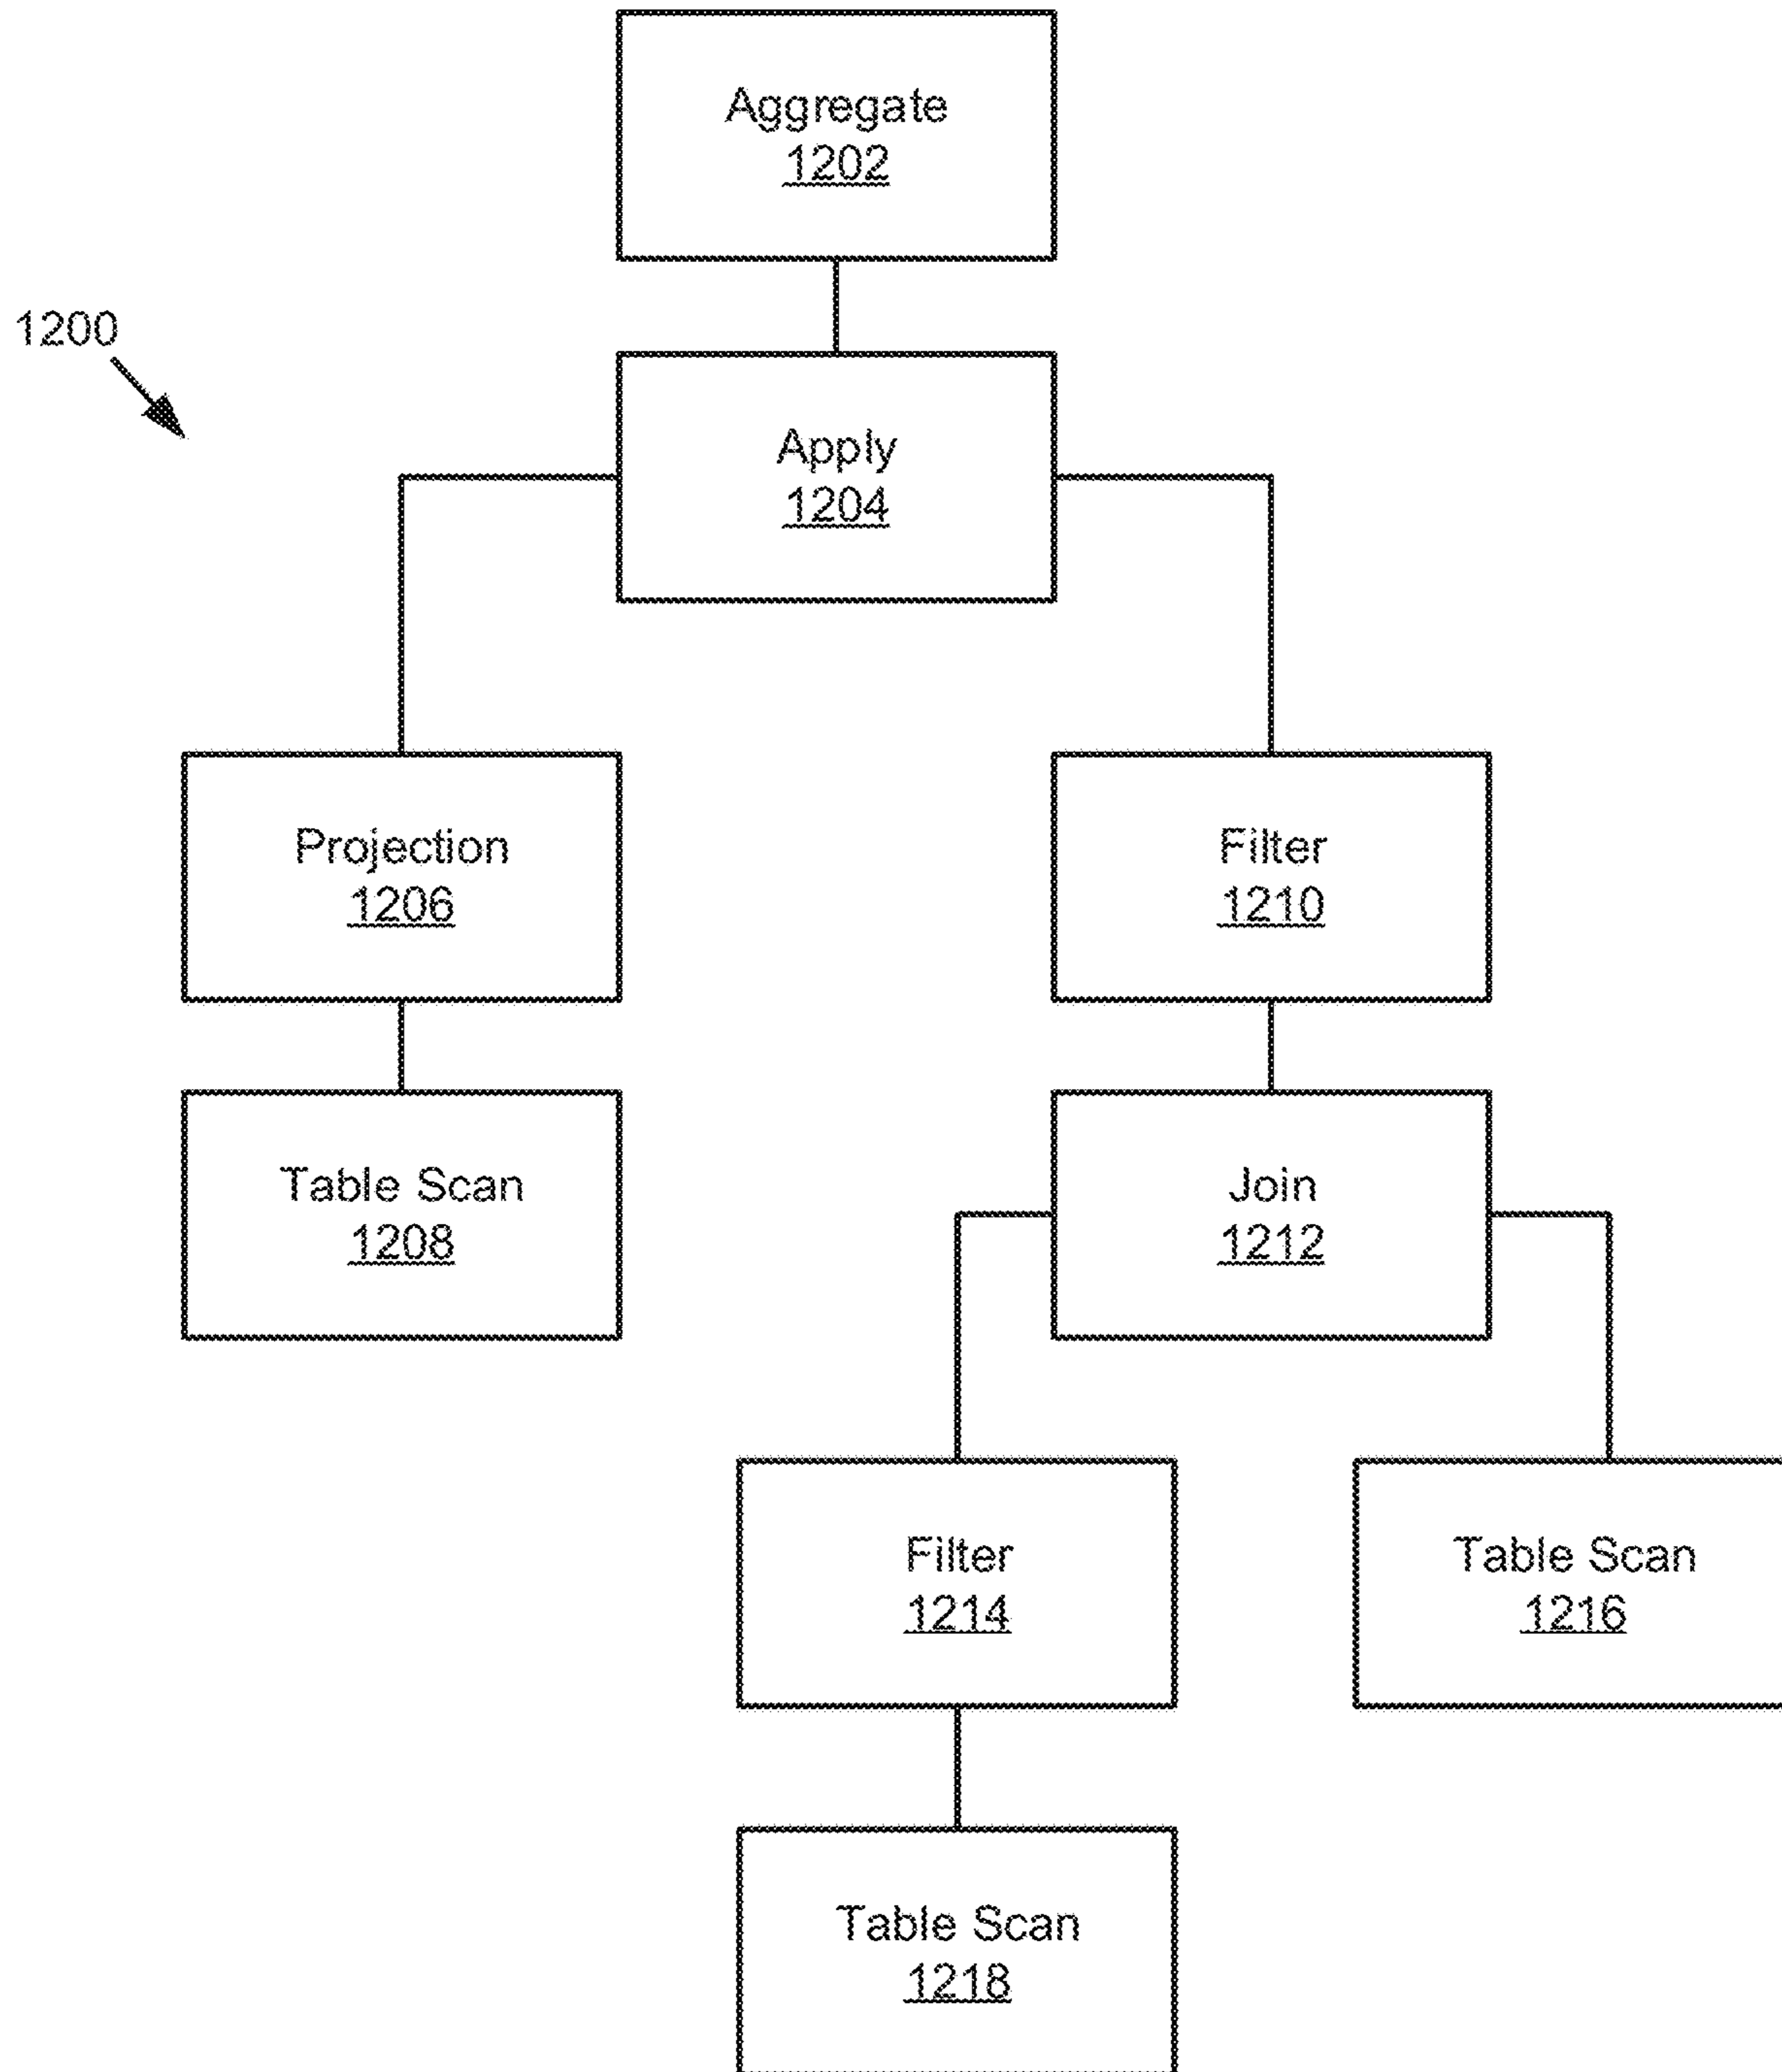 Aggregate
1202
1200
Apply
1204
Projection
1206
Filter
1210
Table Scan
1208
Join
1212
Filter
1214
Table Scan
1216
Table Scan
1218